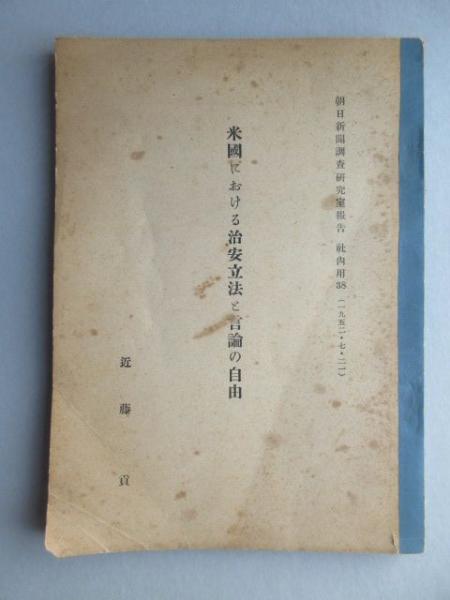 朝日新聞調査研究室報告 社内用38 (一九五二・七・二一)
米國における治安立法と言論の自由
近藤貢